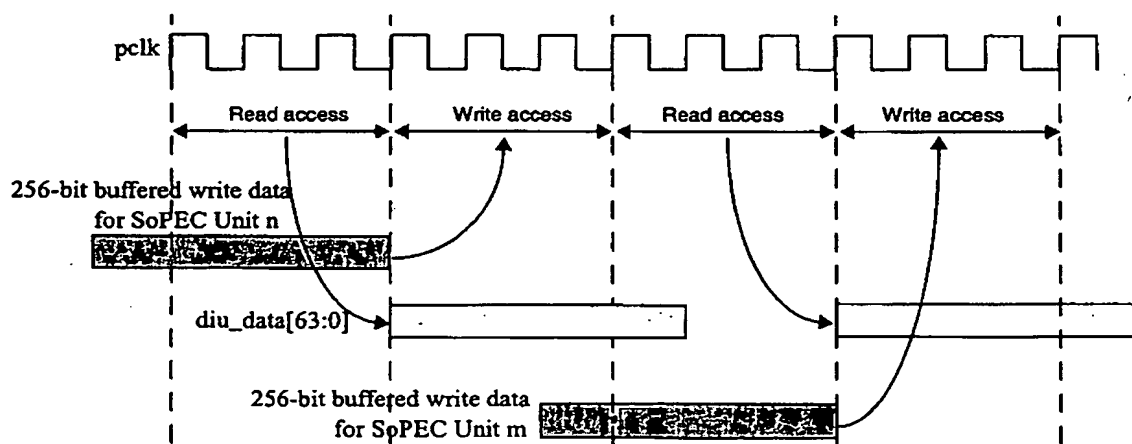 pclk
Read access
Write access
Read access
Write access
256-bit buffered write data
for SoPEC Unit n
diu_data[63:0]
256-bit buffered write data
for SoPEC Unit m